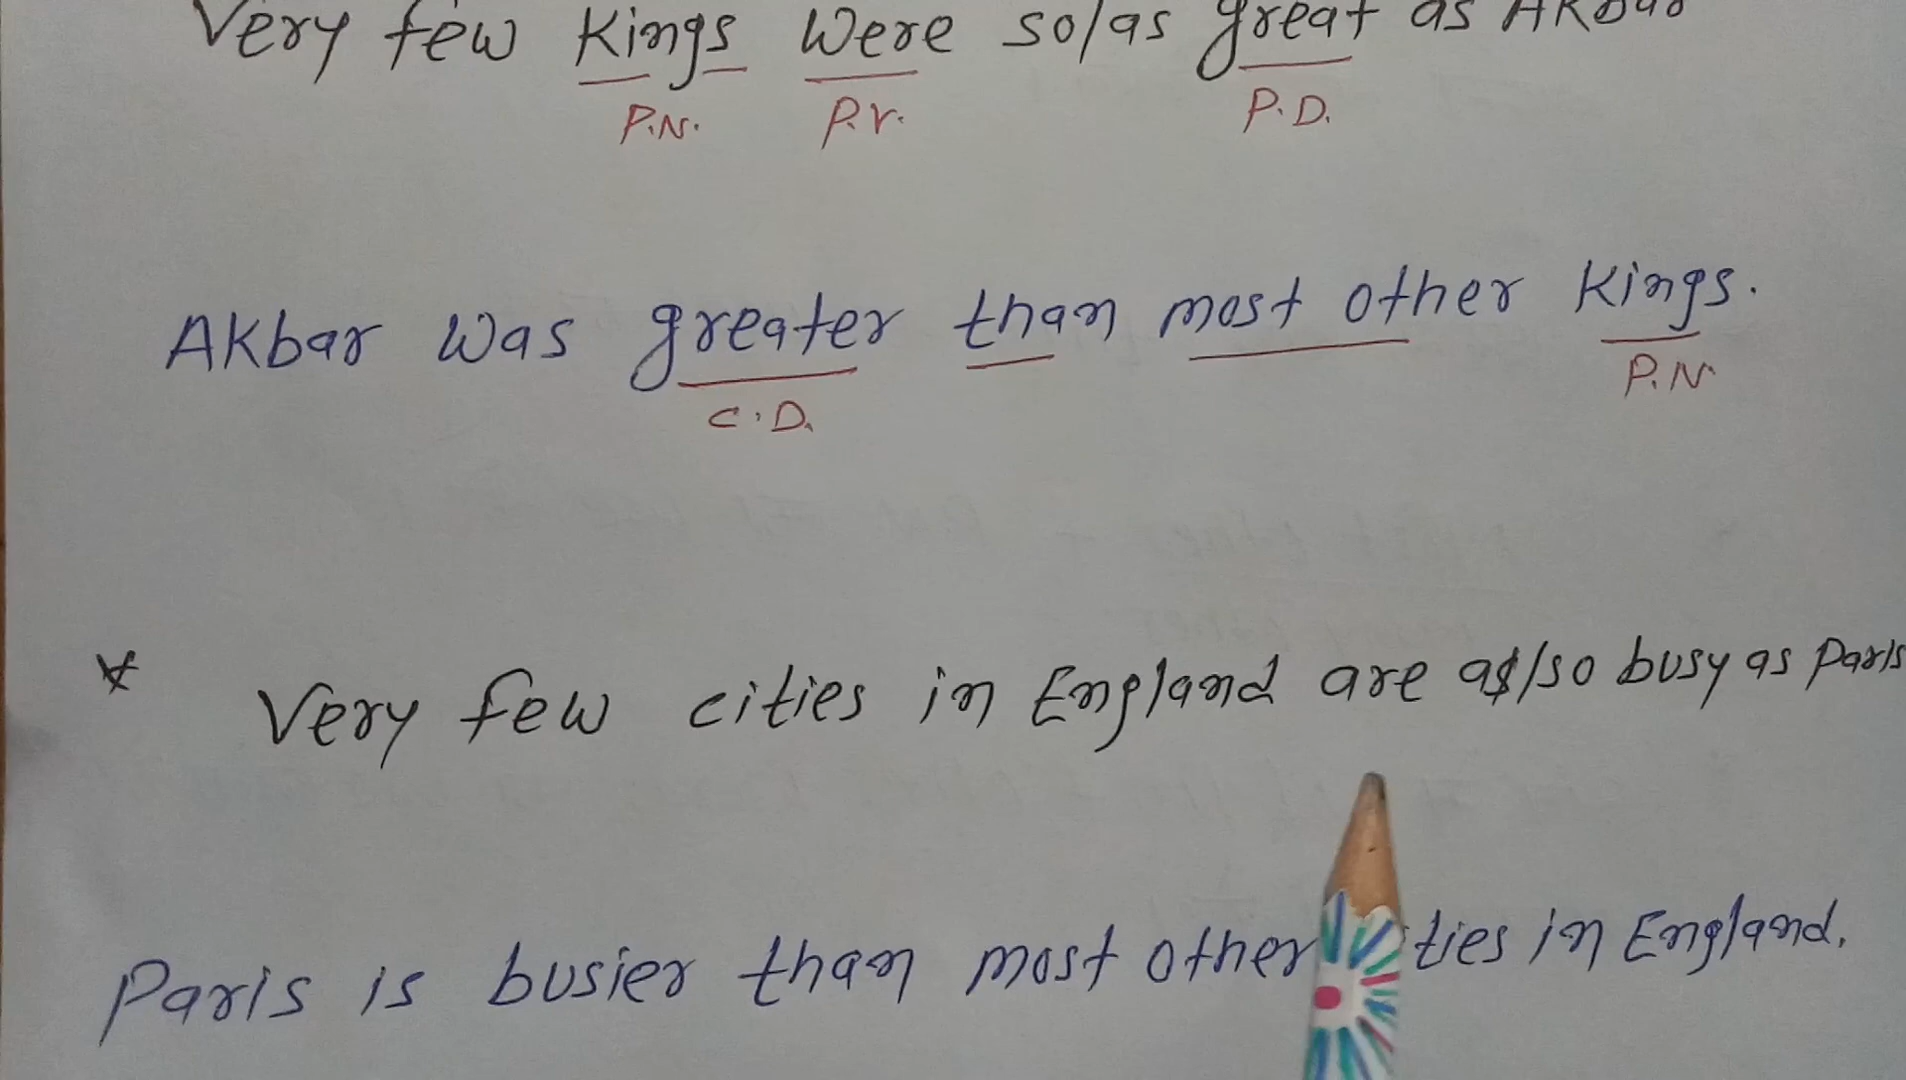 Very few Kings were so/as great as Akbar
P.N. P.V. P.D.
Akbar was greater than most other Kings.
C.D. P.N.
Very few cities in England are as/so busy as Paris
Paris is busier than most other ties in England.